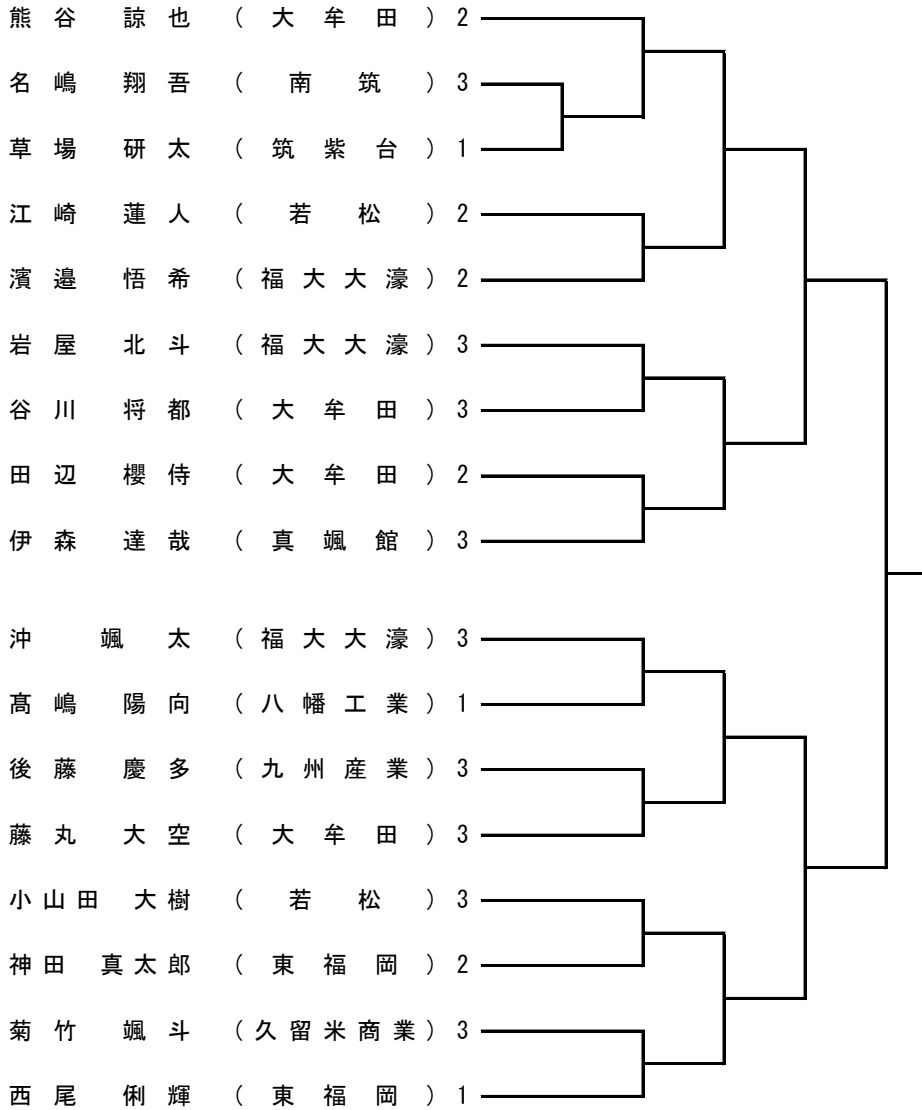 熊谷 諒也 (大牟田) 2
名嶋 翔吾 (南筑) 3
草場 研太 (筑紫台) 1
江崎 蓮人 (若松) 2
濱邉 悟希 (福大大濠) 2
岩屋 北斗 (福大大濠) 3
谷川 将都 (大牟田) 3
田辺 櫻侍 (大牟田) 2
伊森 達哉 (真颯館) 3
沖 颯太 (福大大濠) 3
髙嶋 陽向 (八幡工業) 1
後藤 慶多 (九州産業) 3
藤丸 大空 (大牟田) 3
小山田 大樹 (若松) 3
神田 真太郎 (東福岡) 2
菊竹 颯斗 (久留米商業) 3
西尾 俐輝 (東福岡) 1